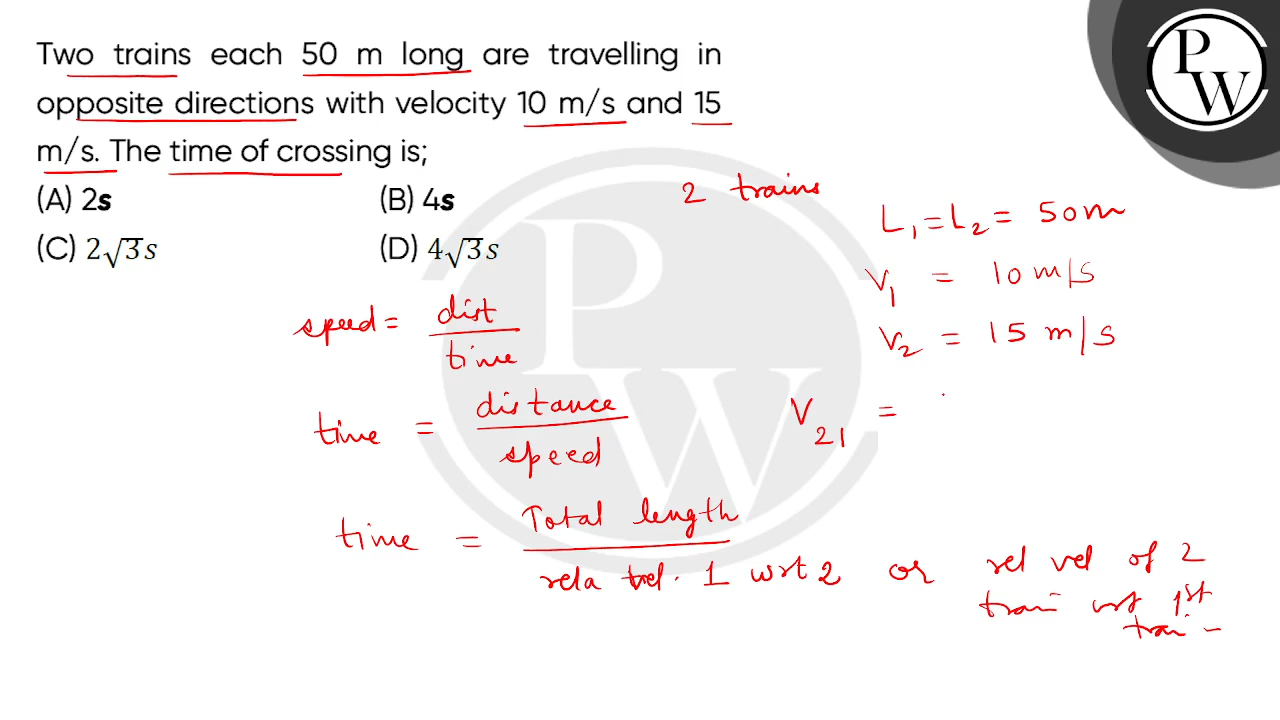 Two trains each 50 m long are travelling in
opposite directions with velocity 10 m/s and 15
m/s. The time of crossing is;
(A) 2s (B) 4s
(C) 2√3s (D) 4√3s
PW
2 trains
L₁ = L₂ = 50m
V₁ = 10 m/s
V₂ = 15 m/s
speed = dist / time
time = distance / speed
V₂₁ =
time = Total length / rela vel. 1 wrt 2 or rel vel of 2
train wrt 1st
trai
PW